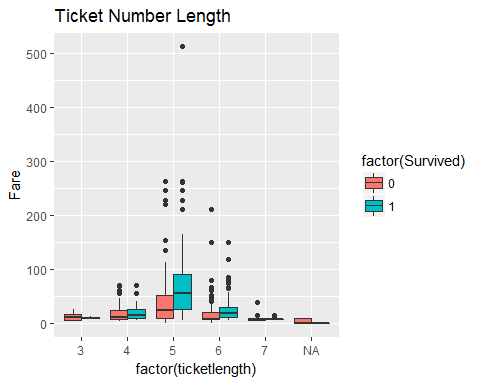 Ticket Number Length
500
400
300
200
100
0
Fare
3 4 5 6 7 NA
factor(ticketlength)
factor(Survived)
0
1